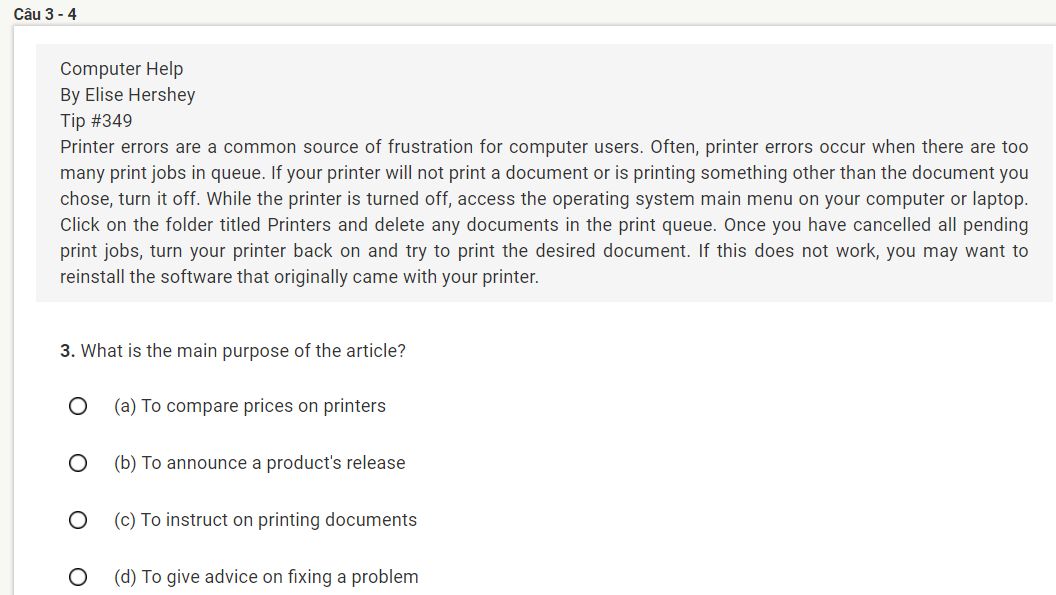 Câu 3 - 4
Computer Help
By Elise Hershey
Tip #349
Printer errors are a common source of frustration for computer users. Often, printer errors occur when there are too
many print jobs in queue. If your printer will not print a document or is printing something other than the document you
chose, turn it off. While the printer is turned off, access the operating system main menu on your computer or laptop.
Click on the folder titled Printers and delete any documents in the print queue. Once you have cancelled all pending
print jobs, turn your printer back on and try to print the desired document. If this does not work, you may want to
reinstall the software that originally came with your printer.
3. What is the main purpose of the article?
(a) To compare prices on printers
(b) To announce a product's release
(c) To instruct on printing documents
(d) To give advice on fixing a problem